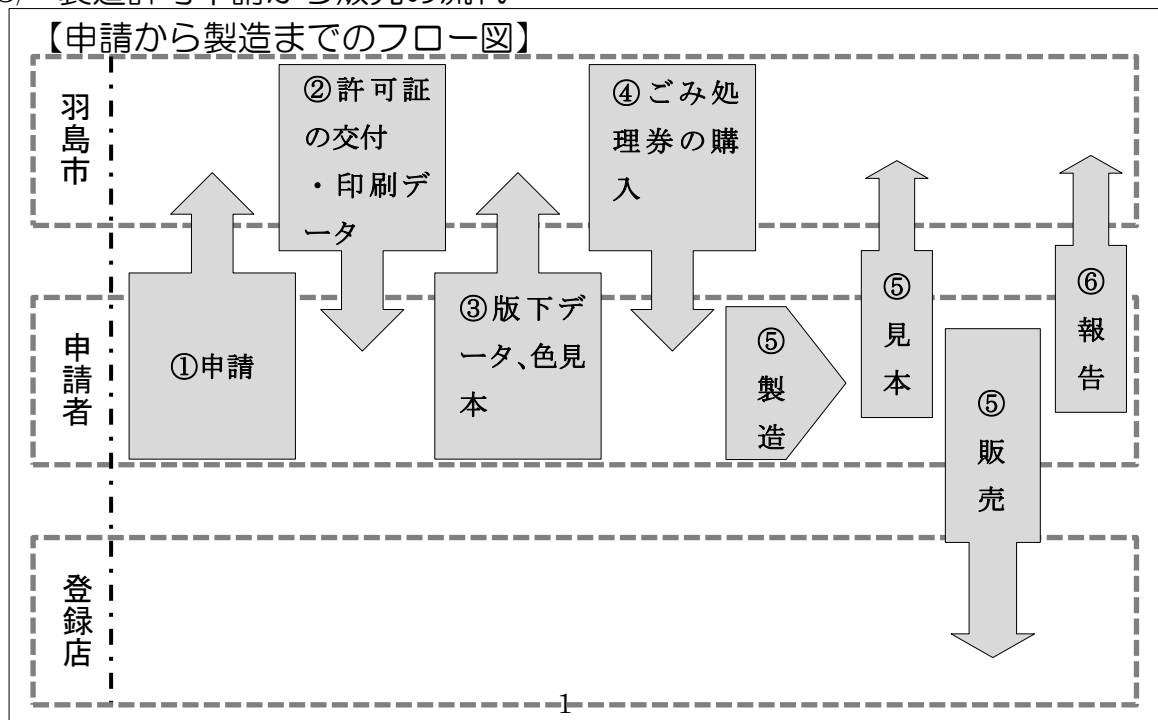 【申請から製造までのフロー図】
羽島市
②許可証
の交付
・印刷デ
ータ
④ごみ処
理券の購
入
申請者
①申請
③版下デ
ータ、色見
本
⑤製造
⑤見本
⑤販売
⑥報告
登録店
1